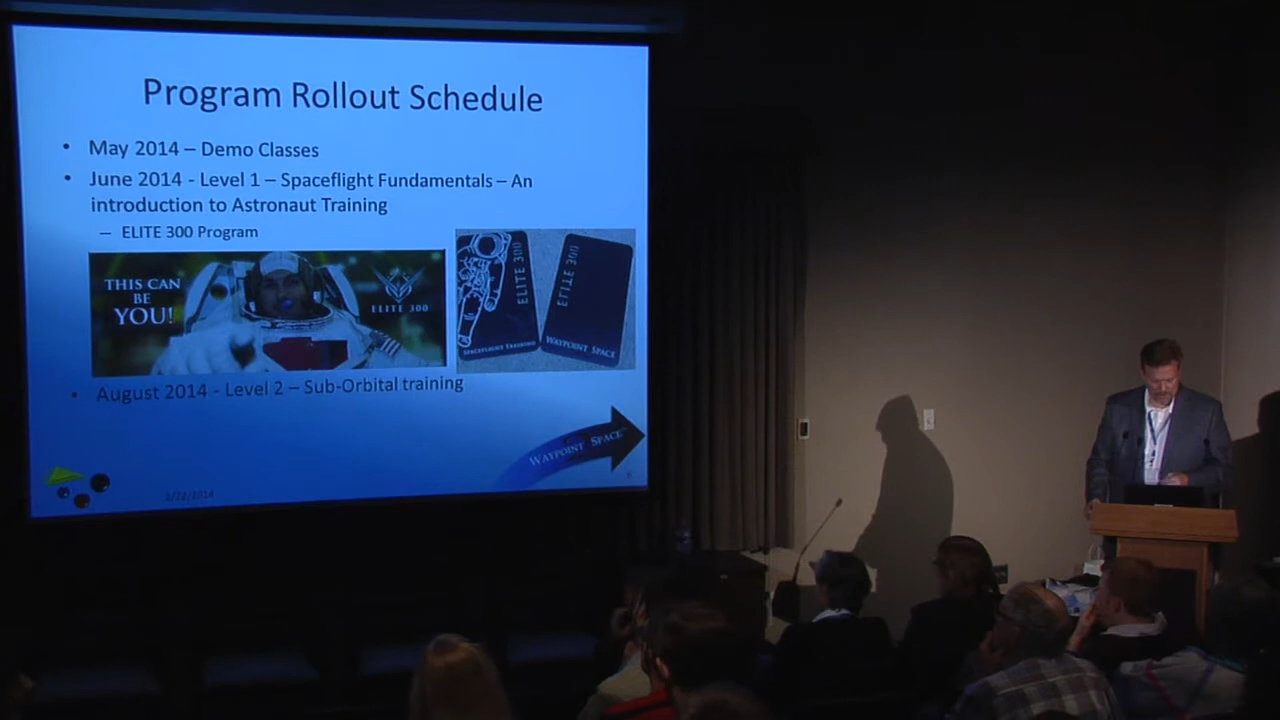 Program Rollout Schedule
• May 2014 – Demo Classes
• June 2014 - Level 1 – Spaceflight Fundamentals – An
introduction to Astronaut Training
– ELITE 300 Program
THIS CAN
BE
YOU!
ELITE 300
ELITE 300
SPACEFLIGHT TRAINING
ELITE 300
WAYPOINT SPACE
• August 2014 - Level 2 – Sub-Orbital training
WAYPOINT SPACE